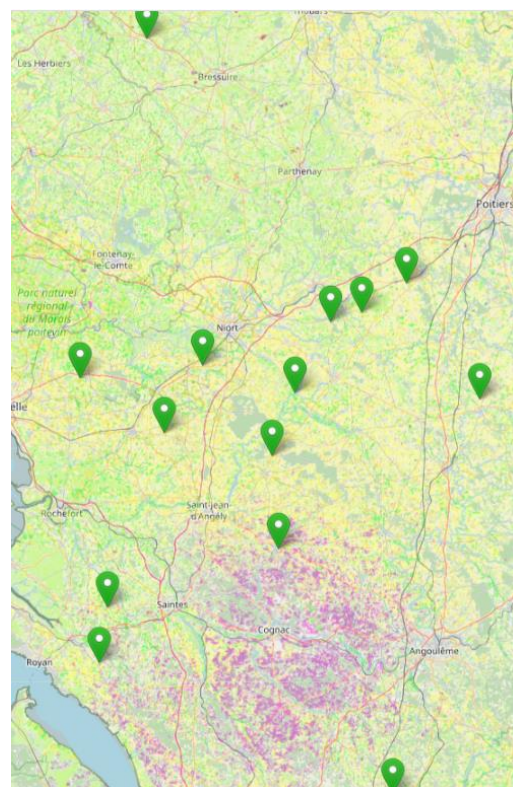 Thouars
Les Herbiers
Bressuire
Parthenay
Poitiers
Fontenay-
le-Comte
Parc naturel
régional
du Marais
poitevin
Niort
elle
Saint-Jean-
d'Angély
Rochefort
Saintes
Cognac
Angoulême
Royan